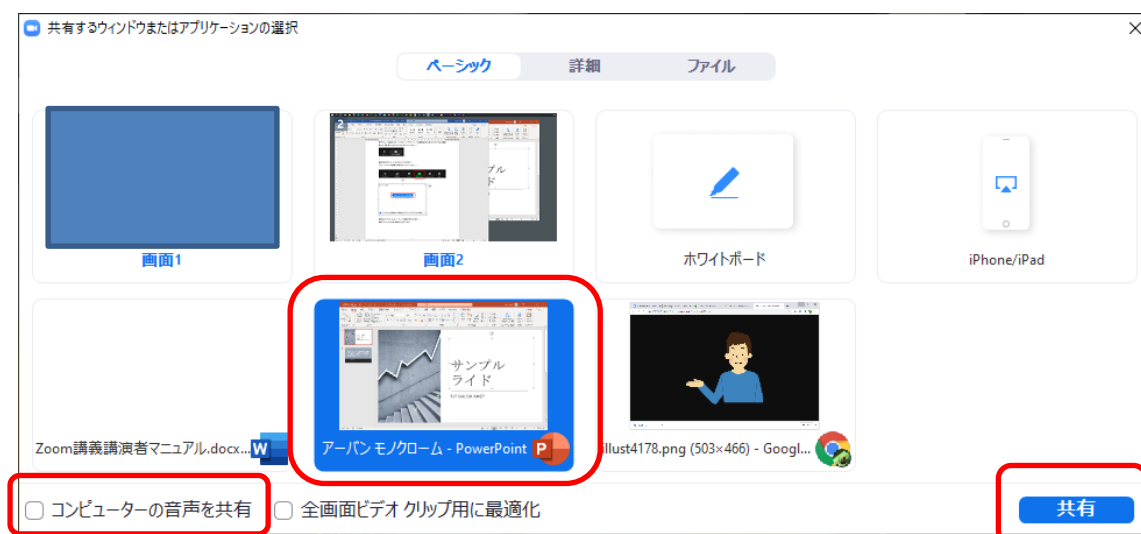 共有するウィンドウまたはアプリケーションの選択
ベーシック 詳細 ファイル
2
画面1 画面2 ホワイトボード iPhone/iPad
サンプル
ライド
Zoom講義講演者マニュアル.docx... アーバン モノクローム - PowerPoint illust4178.png (503×466) - Googl...
コンピューターの音声を共有 全画面ビデオ クリップ用に最適化 共有